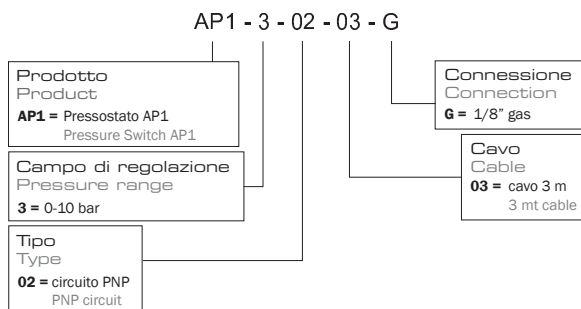 AP1 - 3 - 02 - 03 - G
Prodotto
Product
AP1 = Pressostato AP1
Pressure Switch AP1
Campo di regolazione
Pressure range
3 = 0-10 bar
Tipo
Type
02 = circuito PNP
PNP circuit
Connessione
Connection
G = 1/8” gas
Cavo
Cable
03 = cavo 3 m
3 mt cable